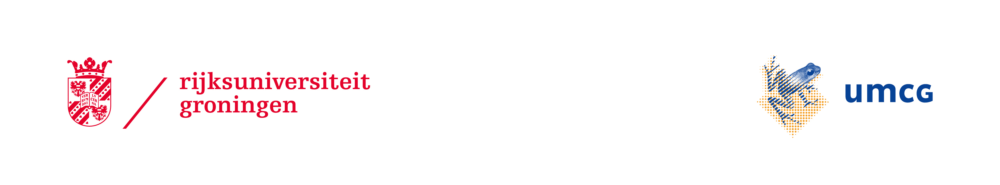 VER LV
BVM CER
DNI NA
rijksuniversiteit
groningen
umcg